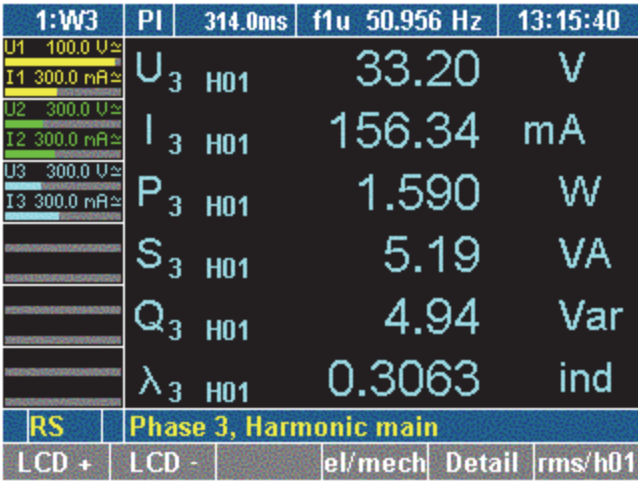 1:W3 PI 314.0ms f1u 50.956 Hz 13:15:40
U1 100.0 V≃
I1 300.0 mA≃
U2 300.0 V≃
I2 300.0 mA≃
U3 300.0 V≃
I3 300.0 mA≃
U3 H01 33.20 V
I3 H01 156.34 mA
P3 H01 1.590 W
S3 H01 5.19 VA
Q3 H01 4.94 Var
λ3 H01 0.3063 ind
RS Phase 3, Harmonic main
LCD + LCD - el/mech Detail rms/h01